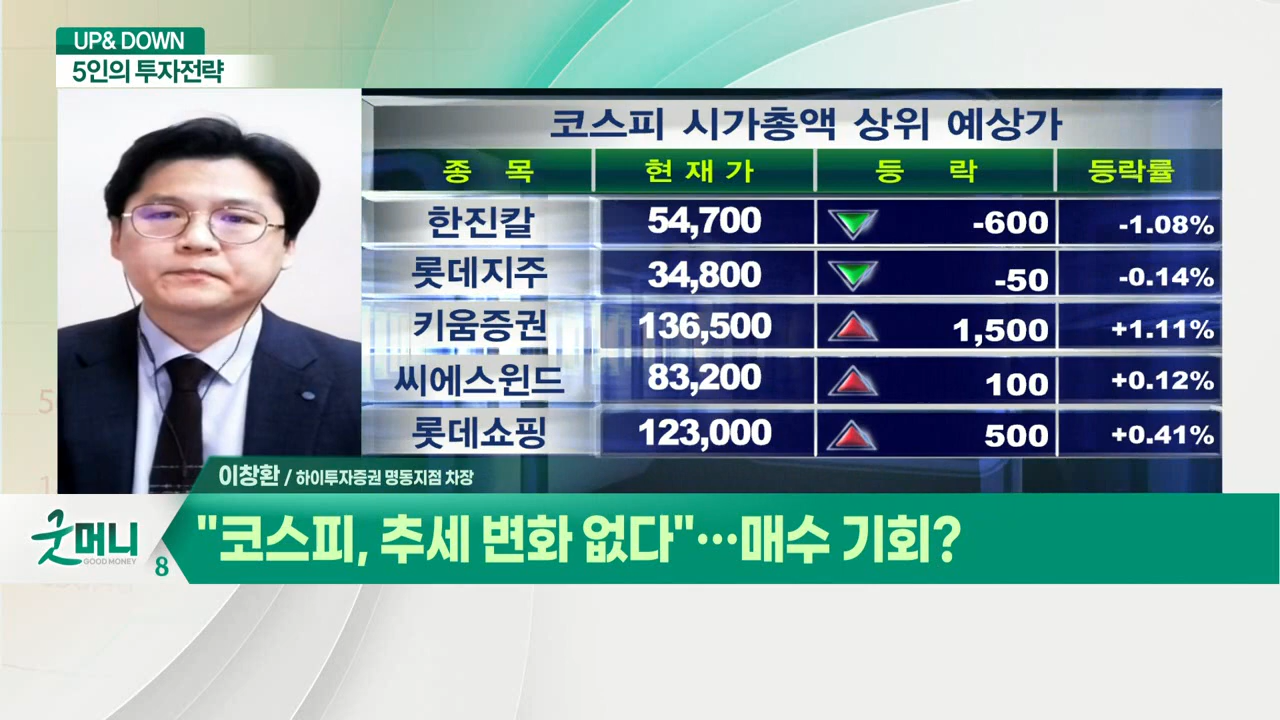 UP& DOWN
5인의 투자전략
코스피 시가총액 상위 예상가
종 목 현 재 가 등 락 등락률
한진칼 54,700 -600 -1.08%
롯데지주 34,800 -50 -0.14%
키움증권 136,500 1,500 +1.11%
씨에스윈드 83,200 100 +0.12%
롯데쇼핑 123,000 500 +0.41%
이창환 / 하이투자증권 명동지점 차장
"코스피, 추세 변화 없다"…매수 기회?
굿머니
GOOD MONEY
8